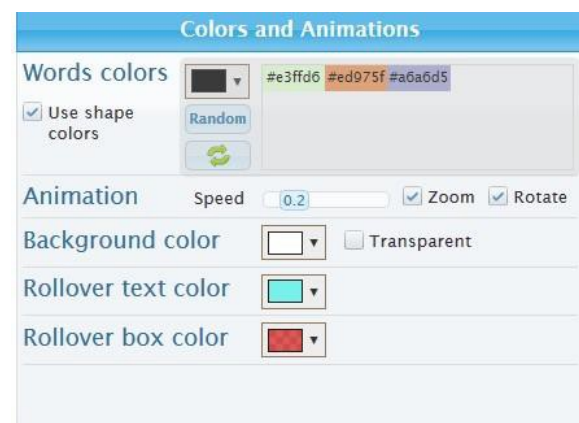 Colors and Animations
Words colors
#e3ffd6 #ed975f #a6a6d5
Use shape
colors
Random
Animation Speed 0.2 Zoom Rotate
Background color Transparent
Rollover text color
Rollover box color